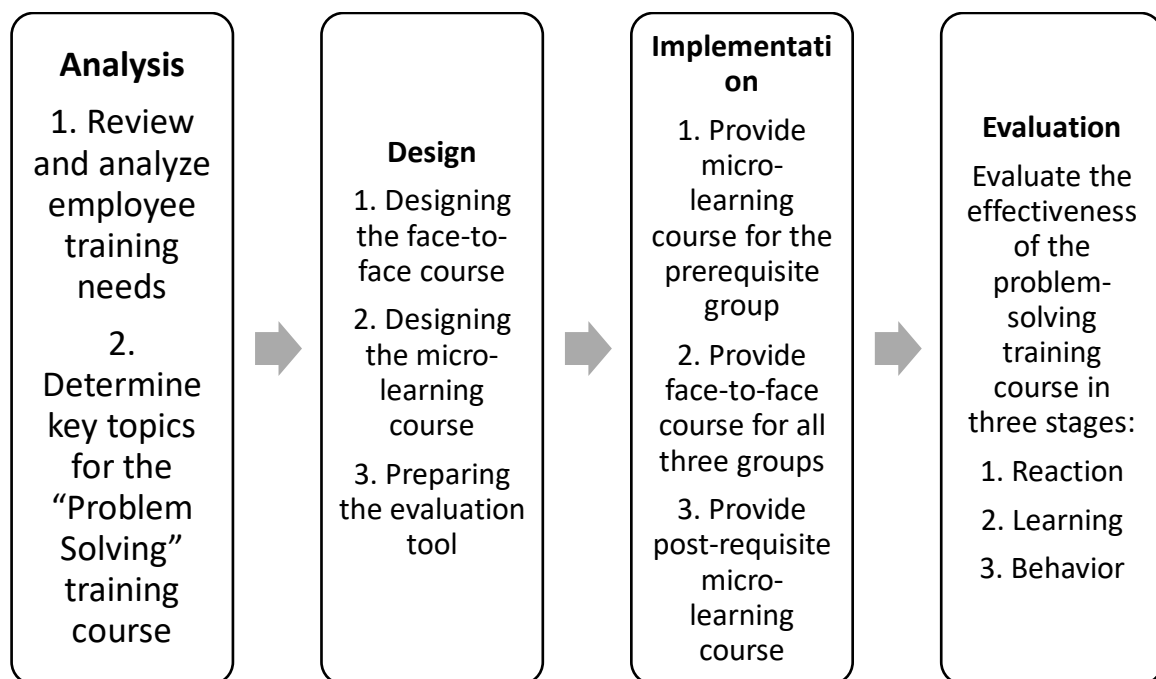 Analysis
1. Review
and analyze
employee
training
needs
2.
Determine
key topics
for the
“Problem
Solving”
training
course
Design
1. Designing
the face-to-
face course
2. Designing
the micro-
learning
course
3. Preparing
the evaluation
tool
Implementati
on
1. Provide
micro-
learning
course for the
prerequisite
group
2. Provide
face-to-face
course for all
three groups
3. Provide
post-requisite
micro-
learning
course
Evaluation
Evaluate the
effectiveness
of the
problem-
solving
training
course in
three stages:
1. Reaction
2. Learning
3. Behavior